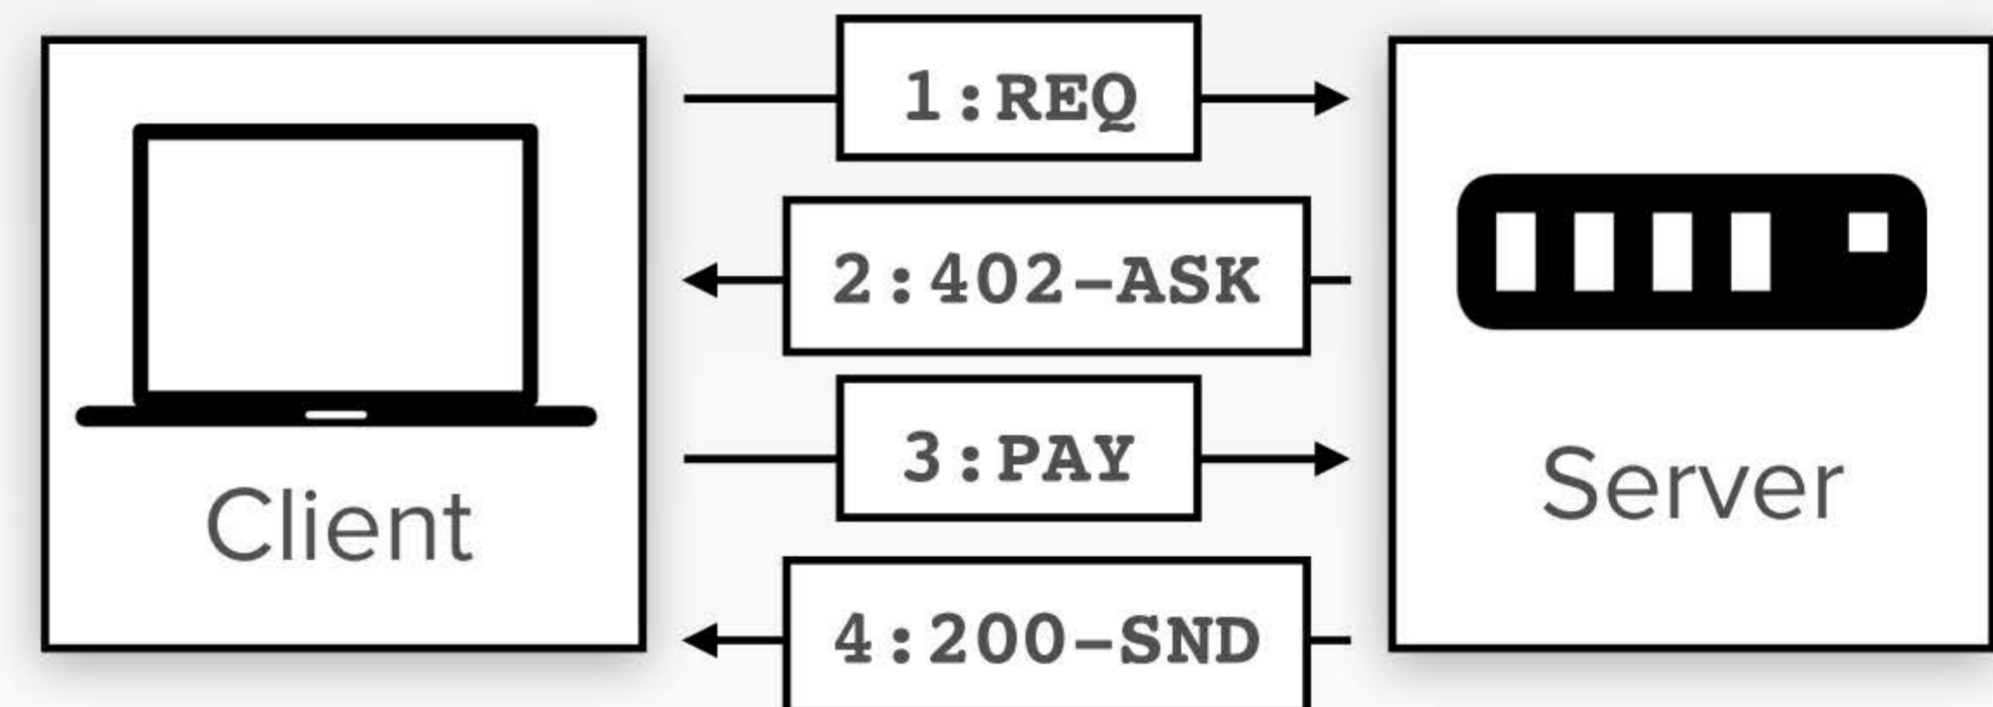 1:REQ
2:402-ASK
3:PAY
4:200-SND
Client
Server